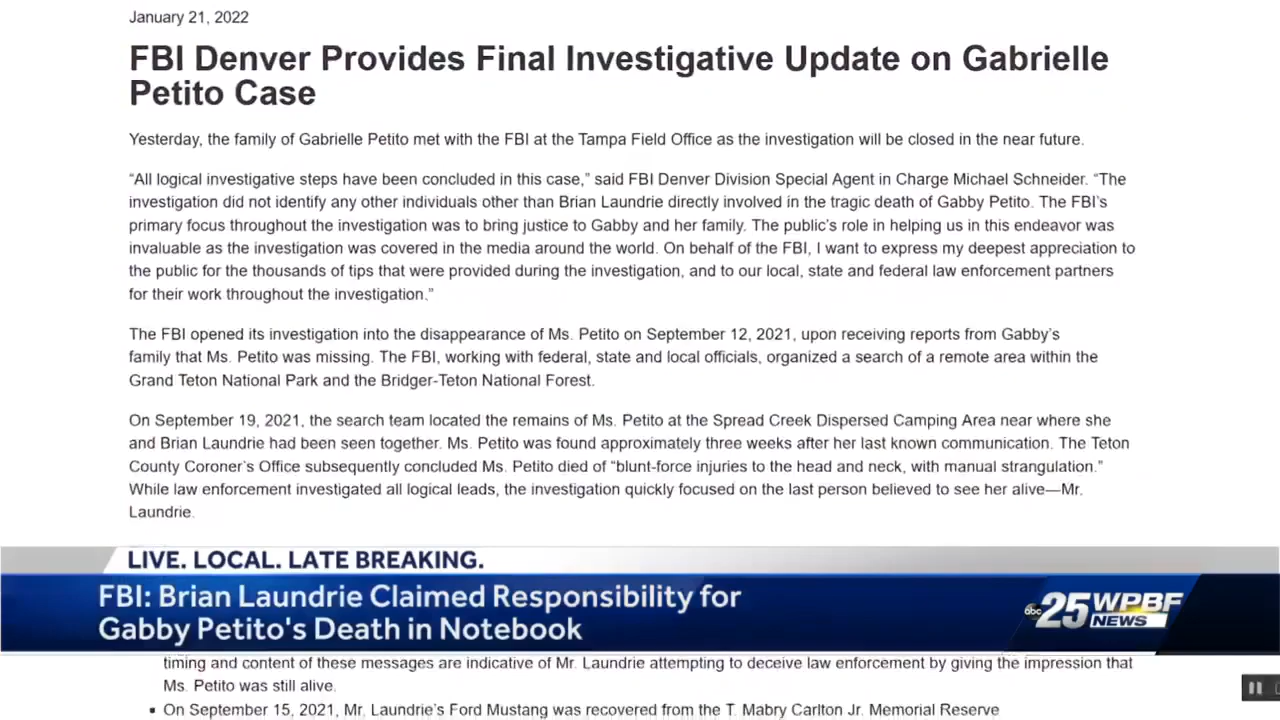 January 21, 2022
FBI Denver Provides Final Investigative Update on Gabrielle
Petito Case
Yesterday, the family of Gabrielle Petito met with the FBI at the Tampa Field Office as the investigation will be closed in the near future.
“All logical investigative steps have been concluded in this case,” said FBI Denver Division Special Agent in Charge Michael Schneider. “The
investigation did not identify any other individuals other than Brian Laundrie directly involved in the tragic death of Gabby Petito. The FBI’s
primary focus throughout the investigation was to bring justice to Gabby and her family. The public’s role in helping us in this endeavor was
invaluable as the investigation was covered in the media around the world. On behalf of the FBI, I want to express my deepest appreciation to
the public for the thousands of tips that were provided during the investigation, and to our local, state and federal law enforcement partners
for their work throughout the investigation.”
The FBI opened its investigation into the disappearance of Ms. Petito on September 12, 2021, upon receiving reports from Gabby’s
family that Ms. Petito was missing. The FBI, working with federal, state and local officials, organized a search of a remote area within the
Grand Teton National Park and the Bridger-Teton National Forest.
On September 19, 2021, the search team located the remains of Ms. Petito at the Spread Creek Dispersed Camping Area near where she
and Brian Laundrie had been seen together. Ms. Petito was found approximately three weeks after her last known communication. The Teton
County Coroner’s Office subsequently concluded Ms. Petito died of “blunt-force injuries to the head and neck, with manual strangulation.”
While law enforcement investigated all logical leads, the investigation quickly focused on the last person believed to see her alive—Mr.
Laundrie.
LIVE. LOCAL. LATE BREAKING.
FBI: Brian Laundrie Claimed Responsibility for
Gabby Petito's Death in Notebook
abc 25 WPBF
NEWS
timing and content of these messages are indicative of Mr. Laundrie attempting to deceive law enforcement by giving the impression that
Ms. Petito was still alive.
▪ On September 15, 2021, Mr. Laundrie’s Ford Mustang was recovered from the T. Mabry Carlton Jr. Memorial Reserve